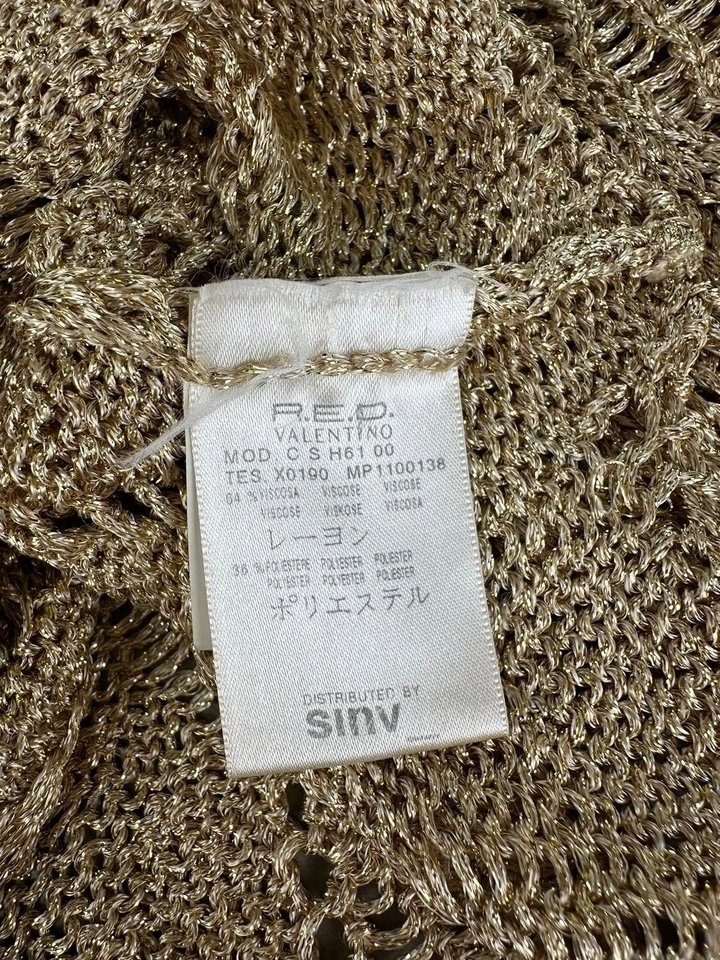 R.E.D.
VALENTINO
MOD. C S H61 00
TES. X0190 MP1100138
64 % VISCOSA VISCOSE VISCOSE
VISCOSE VISKOSE VISCOSA
レーヨン
36 % POLIESTERE POLYESTER POLIESTER
POLYESTER POLYESTER POLIESTER
ポリエステル
DISTRIBUTED BY
sinv